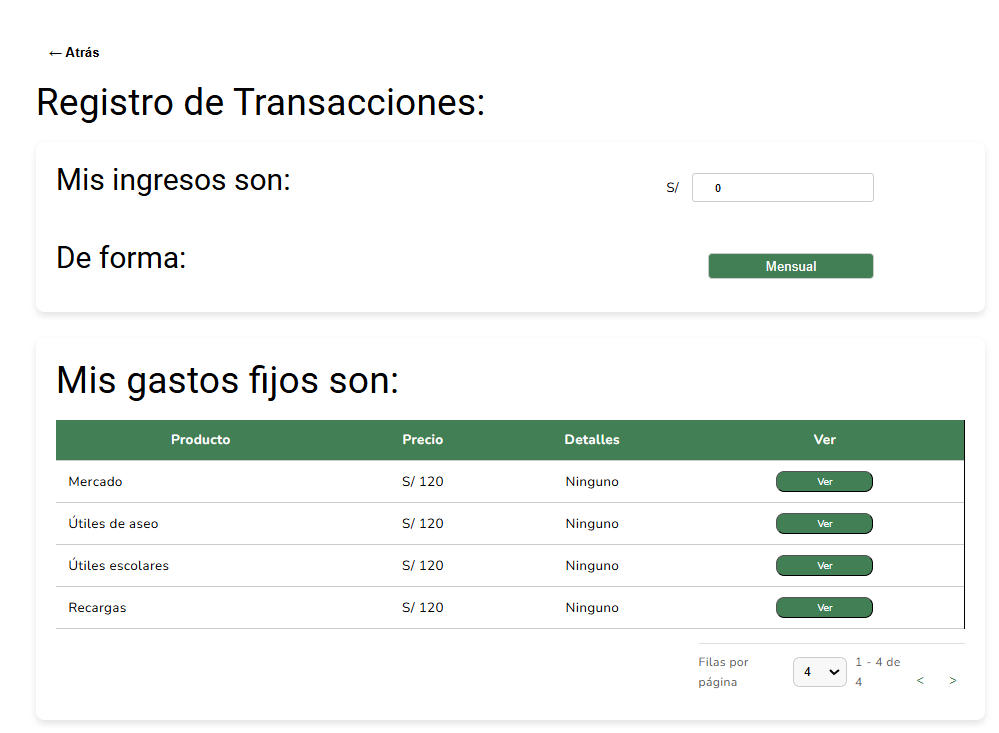 ← Atrás
Registro de Transacciones:
Mis ingresos son:
S/ 0
De forma:
Mensual
Mis gastos fijos son:
Producto Precio Detalles Ver
Mercado S/ 120 Ninguno Ver
Útiles de aseo S/ 120 Ninguno Ver
Útiles escolares S/ 120 Ninguno Ver
Recargas S/ 120 Ninguno Ver
Filas por página 4 1 - 4 de 4 < >